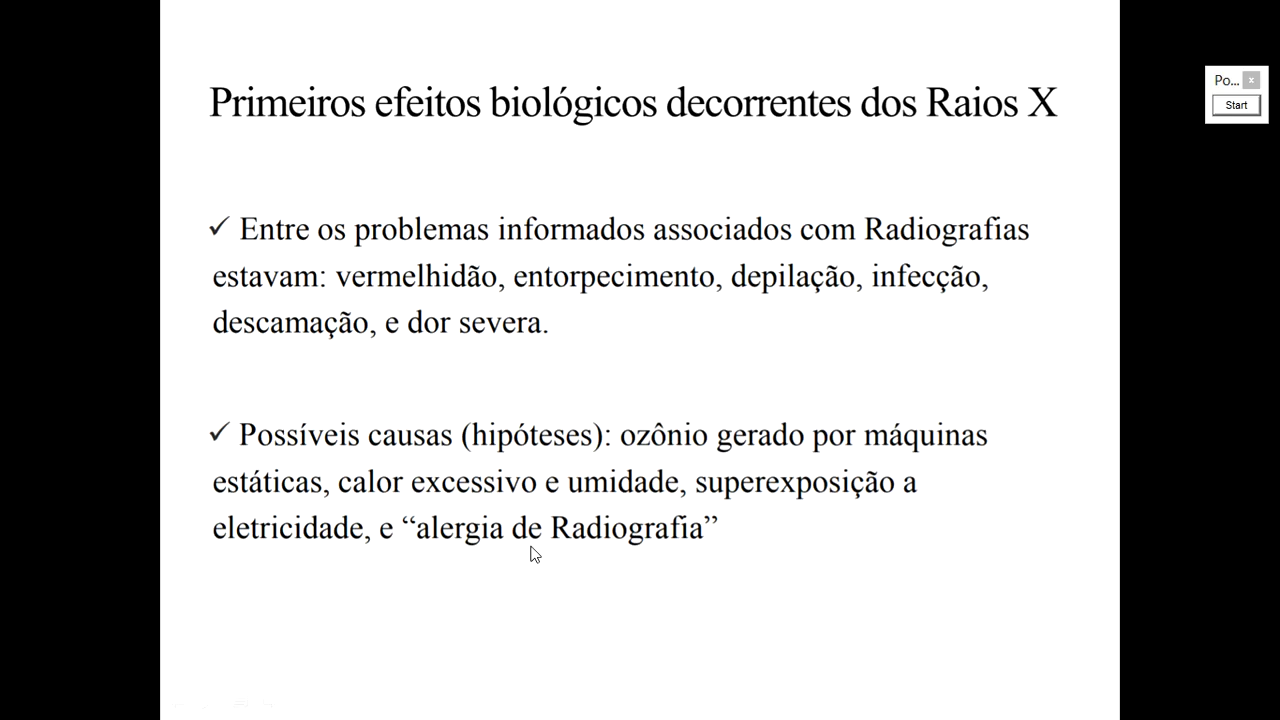 Primeiros efeitos biológicos decorrentes dos Raios X
Po... x
Start
✓ Entre os problemas informados associados com Radiografias
estavam: vermelhidão, entorpecimento, depilação, infecção,
descamação, e dor severa.
✓ Possíveis causas (hipóteses): ozônio gerado por máquinas
estáticas, calor excessivo e umidade, superexposição a
eletricidade, e “alergia de Radiografia”